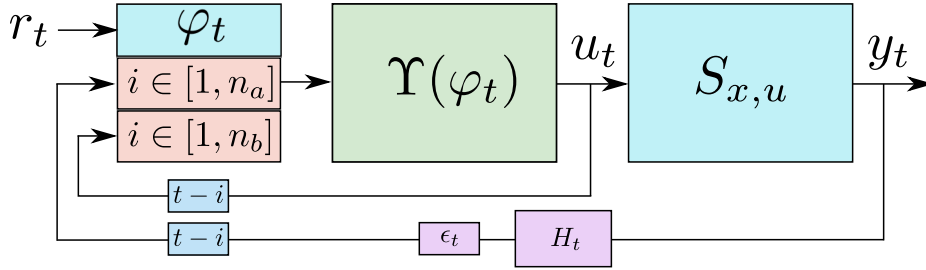 r_t
φ_t
i ∈ [1, n_a]
i ∈ [1, n_b]
Υ(φ_t)
u_t
S_{x,u}
y_t
t − i
t − i
ϵ_t
H_t